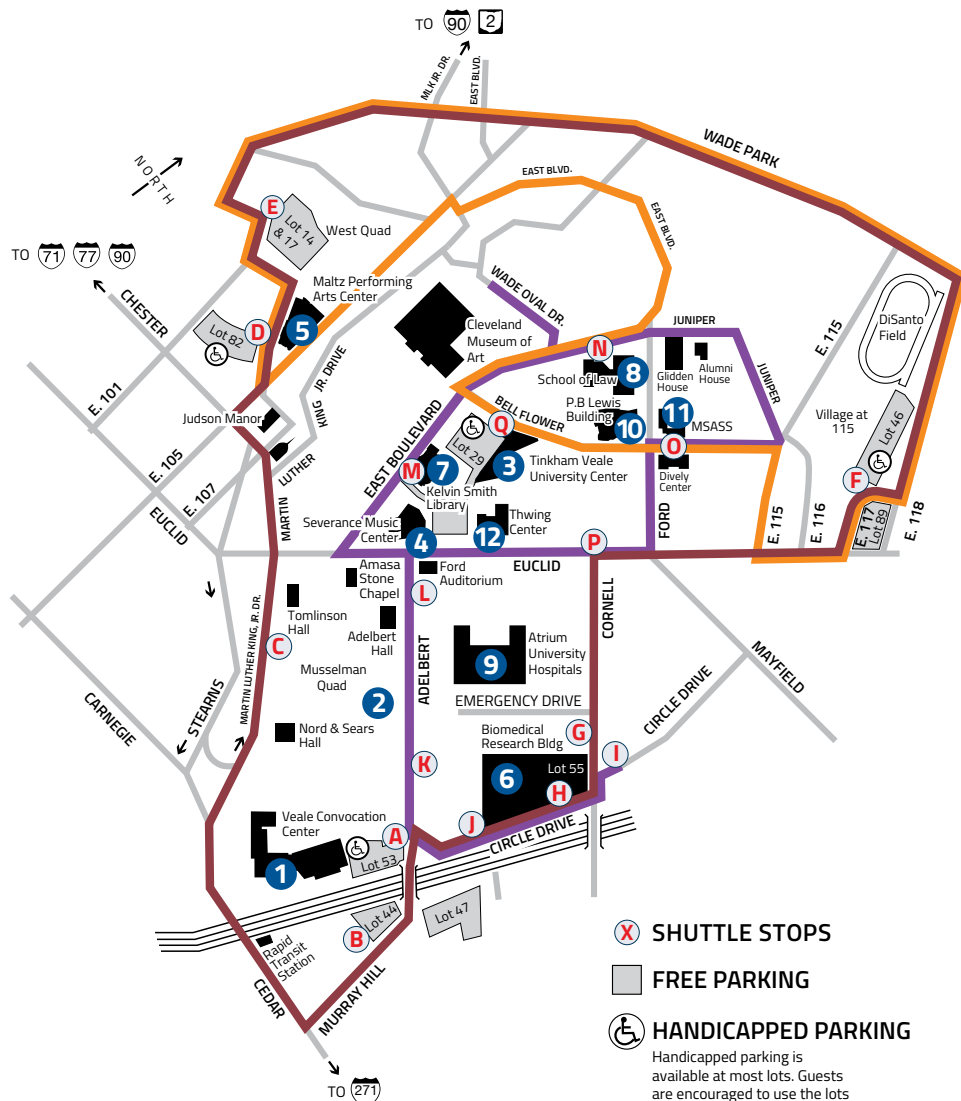 TO 90 2
MLK JR. DR.
EAST BLVD.
WADE PARK
NORTH
EAST BLVD.
EAST BLVD.
E
Lot 14
& 17
West Quad
TO 71 77 90
CHESTER
Maltz Performing
Arts Center
5
D
Lot 82
WADE OVAL DR.
Cleveland
Museum of
Art
JUNIPER
JUNIPER
E. 115
DiSanto
Field
N
School of Law
8
Glidden
House
Alumni
House
KING JR. DRIVE
E. 101
Judson Manor
E. 105
E. 107
LUTHER
MARTIN
EUCLID
EAST BOULEVARD
BELLFLOWER
P.B Lewis
Building
10
11
MSASS
O
Dively
Center
Village at
115
Lot 46
F
Q
Lot 29
M
7
3
Tinkham Veale
University Center
Kelvin Smith
Library
Severance Music
Center
4
12
Thwing
Center
FORD
E. 115
E. 116
E. 117
Lot 89
E. 118
P
EUCLID
Amasa
Stone
Chapel
Ford
Auditorium
L
Tomlinson
Hall
Adelbert
Hall
C
MARTIN LUTHER KING, JR. DR.
Musselman
Quad
2
ADELBERT
9
Atrium
University
Hospitals
CORNELL
MAYFIELD
CIRCLE DRIVE
EMERGENCY DRIVE
CARNEGIE
STEARNS
Nord & Sears
Hall
Biomedical
Research Bldg
G
I
K
6
Lot 55
H
J
CIRCLE DRIVE
Veale Convocation
Center
A
1
Lot 53
Lot 44
B
Lot 47
Rapid
Transit
Station
CEDAR
MURRAY HILL
TO 271
X SHUTTLE STOPS
FREE PARKING
HANDICAPPED PARKING
Handicapped parking is
available at most lots. Guests
are encouraged to use the lots